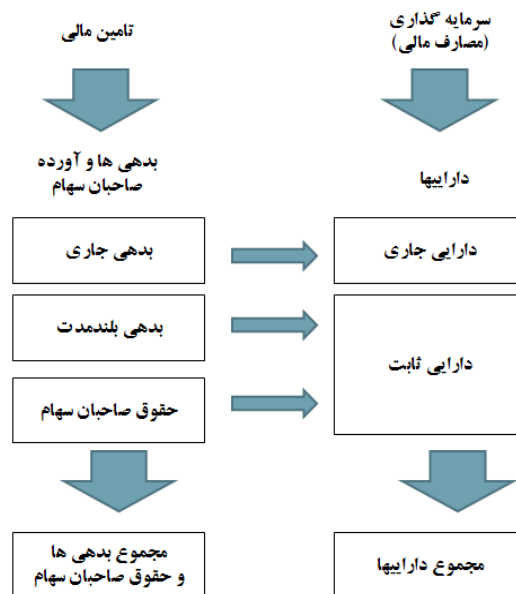 سرمایه گذاری
(مصارف مالی)
تامین مالی
داراییها
بدهی ها و آورده
صاحبان سهام
دارایی جاری
بدهی جاری
دارایی ثابت
بدهی بلندمدت
حقوق صاحبان سهام
مجموع داراییها
مجموع بدهی ها
و حقوق صاحبان سهام